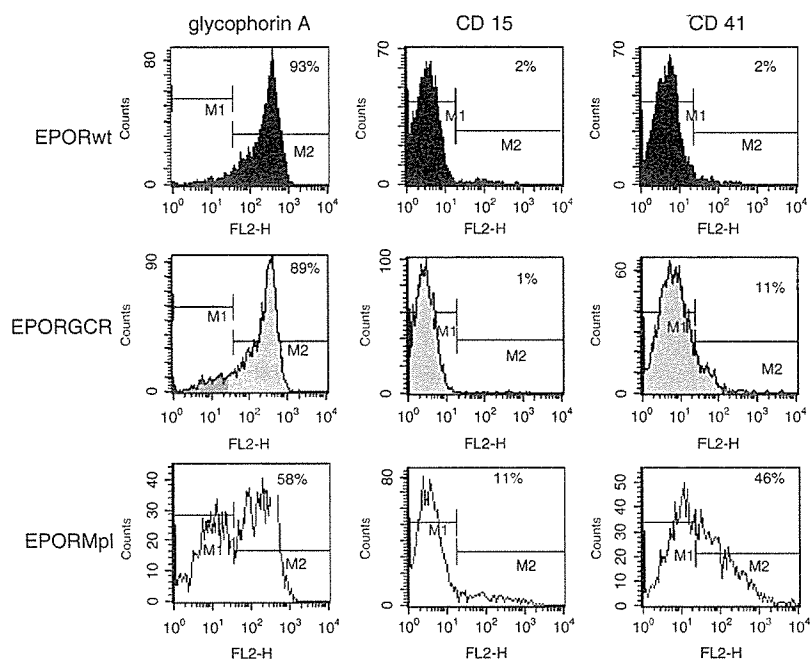 glycophorin A CD 15 CD 41
EPORwt
80
0
Counts
93%
M1
M2
10^0 10^1 10^2 10^3 10^4
FL2-H
70
0
Counts
2%
M1
M2
10^0 10^1 10^2 10^3 10^4
FL2-H
70
0
Counts
2%
M1
M2
10^0 10^1 10^2 10^3 10^4
FL2-H
EPORGCR
90
0
Counts
89%
M1
M2
10^0 10^1 10^2 10^3 10^4
FL2-H
100
0
Counts
1%
M1
M2
10^0 10^1 10^2 10^3 10^4
FL2-H
60
0
Counts
11%
M1
M2
10^0 10^1 10^2 10^3 10^4
FL2-H
EPORMpl
40
30
20
10
0
Counts
58%
M1
M2
10^0 10^1 10^2 10^3 10^4
FL2-H
80
0
Counts
11%
M1
M2
10^0 10^1 10^2 10^3 10^4
FL2-H
50
40
30
20
10
0
Counts
46%
M1
M2
10^0 10^1 10^2 10^3 10^4
FL2-H